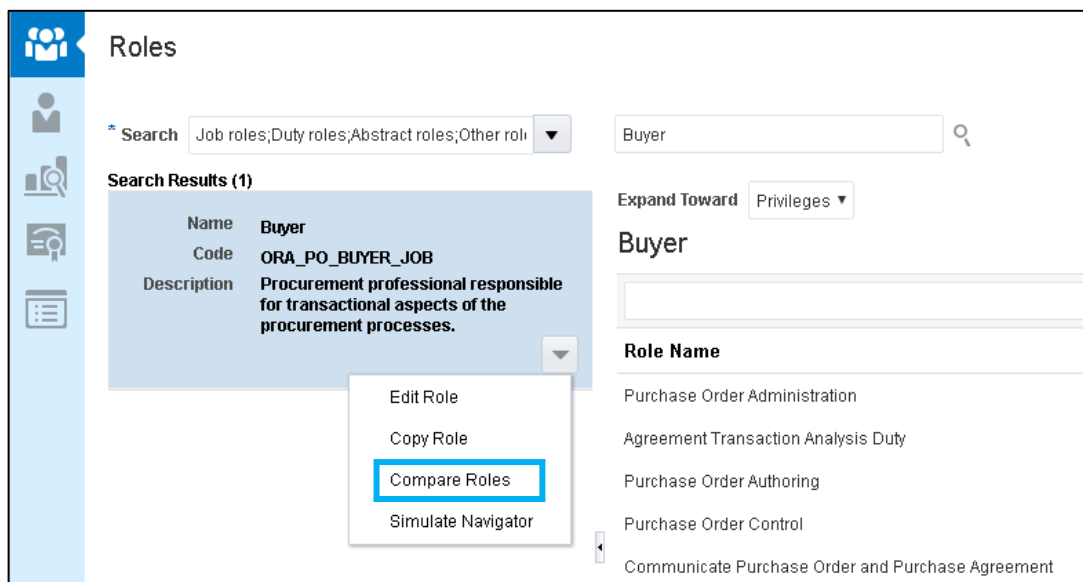 Roles
* Search Job roles;Duty roles;Abstract roles;Other rol
Buyer
Search Results (1)
Name Buyer
Code ORA_PO_BUYER_JOB
Description Procurement professional responsible
for transactional aspects of the
procurement processes.
Edit Role
Copy Role
Compare Roles
Simulate Navigator
Expand Toward Privileges
Buyer
Role Name
Purchase Order Administration
Agreement Transaction Analysis Duty
Purchase Order Authoring
Purchase Order Control
Communicate Purchase Order and Purchase Agreement